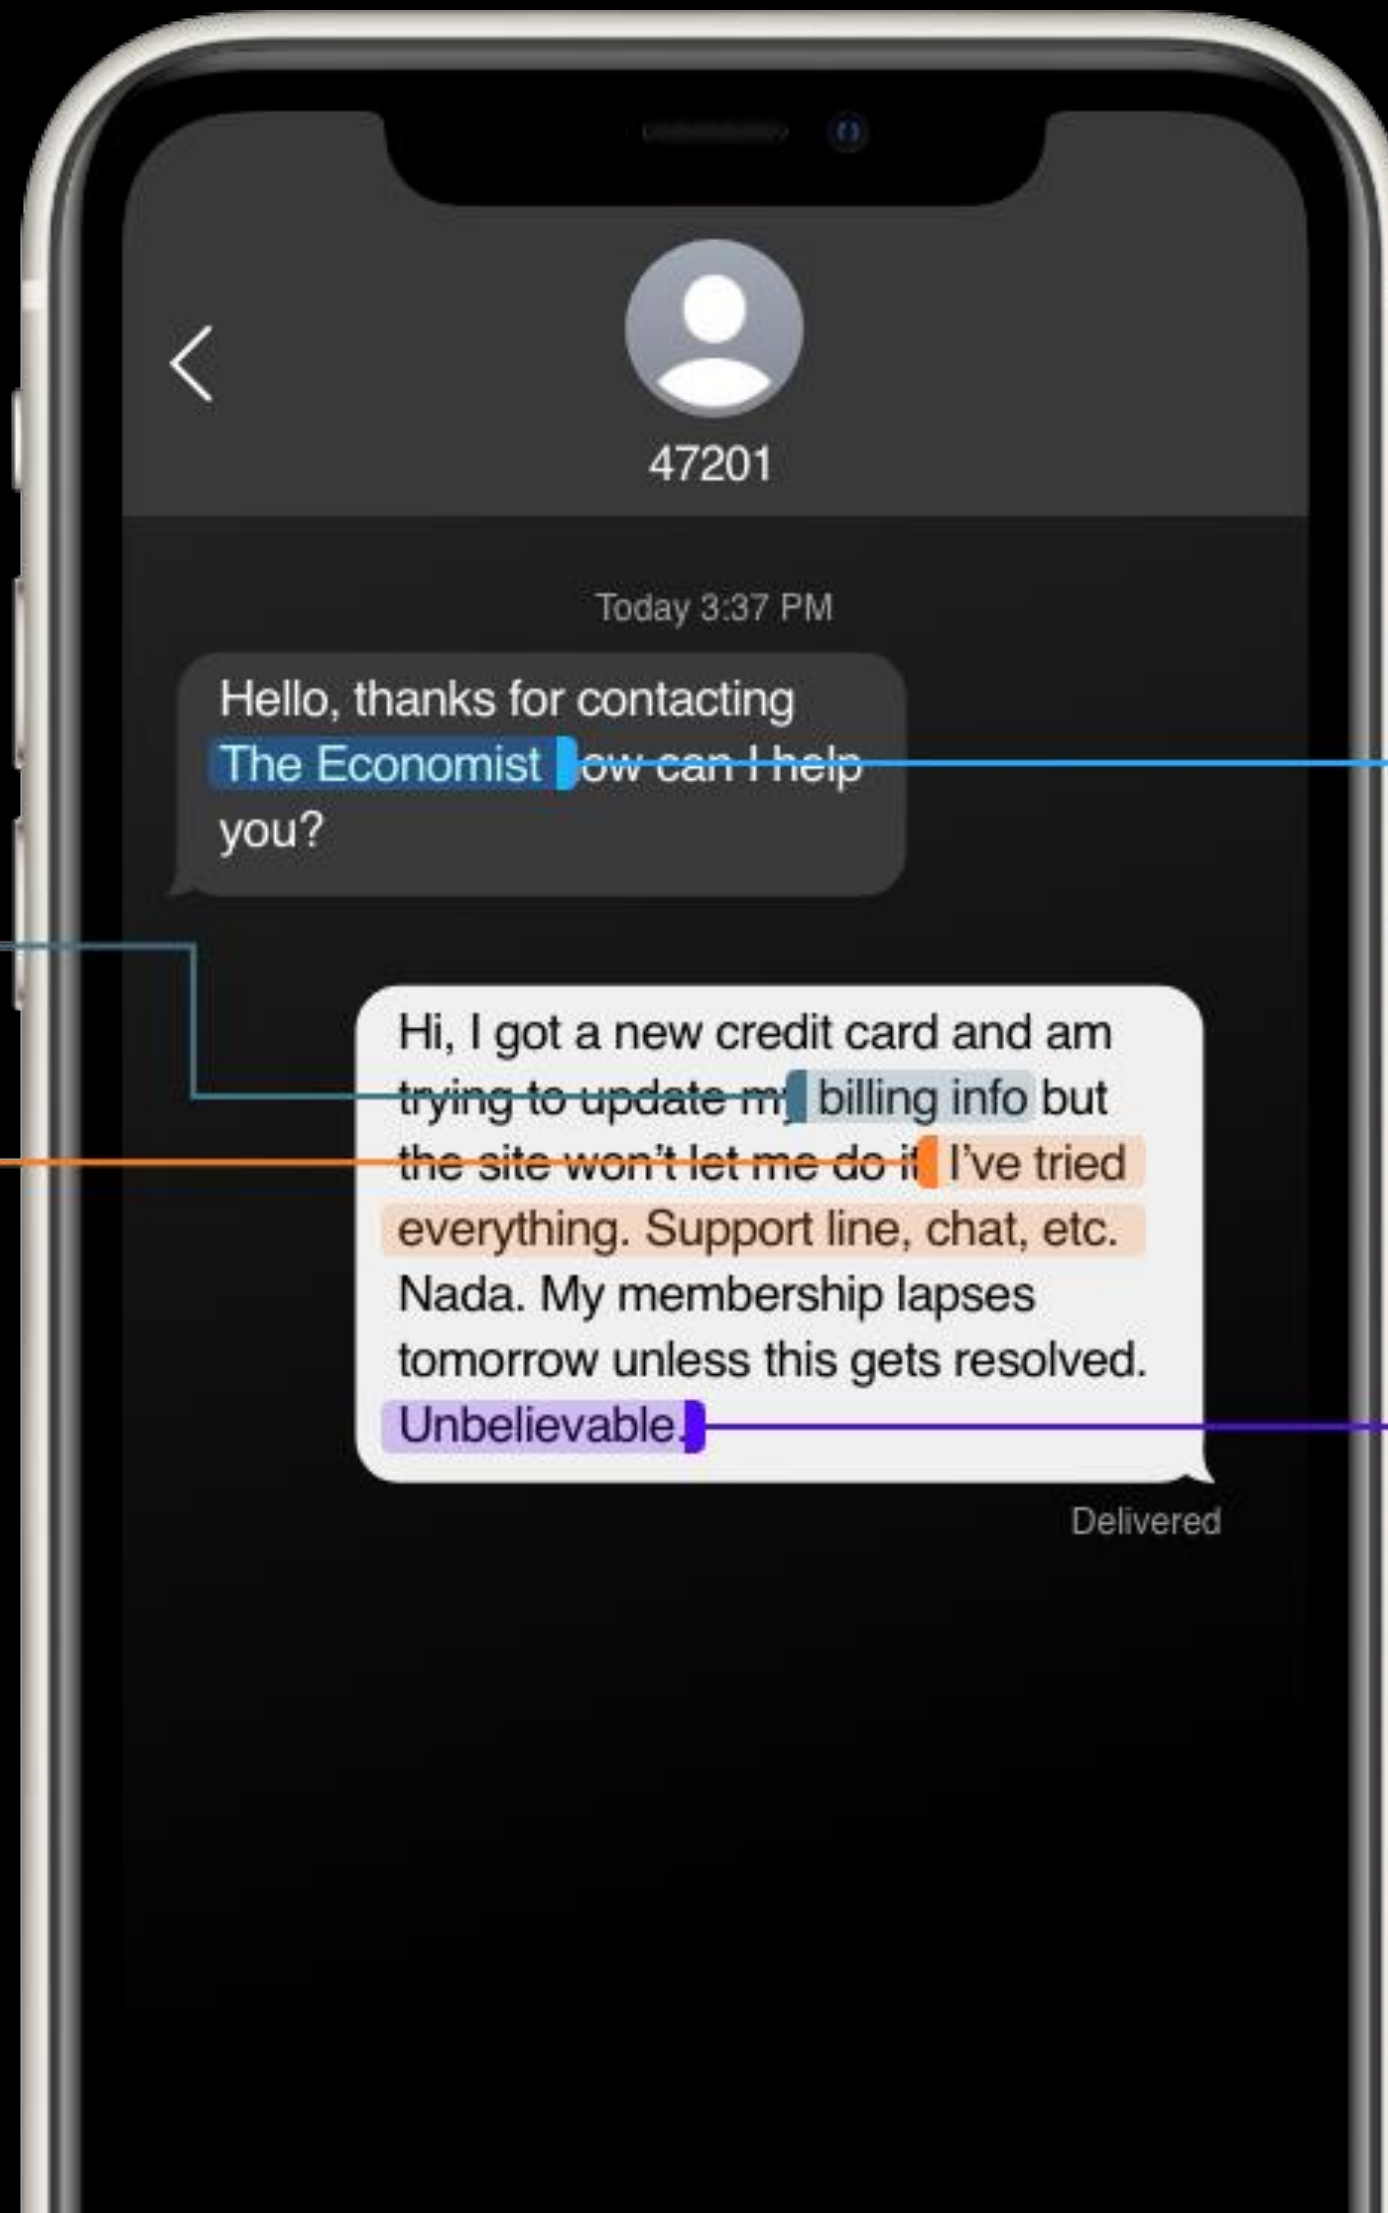 47201
Today 3:37 PM
Hello, thanks for contacting
The Economist ow can I help
you?
Hi, I got a new credit card and am
trying to update my billing info but
the site won't let me do it I've tried
everything. Support line, chat, etc.
Nada. My membership lapses
tomorrow unless this gets resolved.
Unbelievable.
Delivered